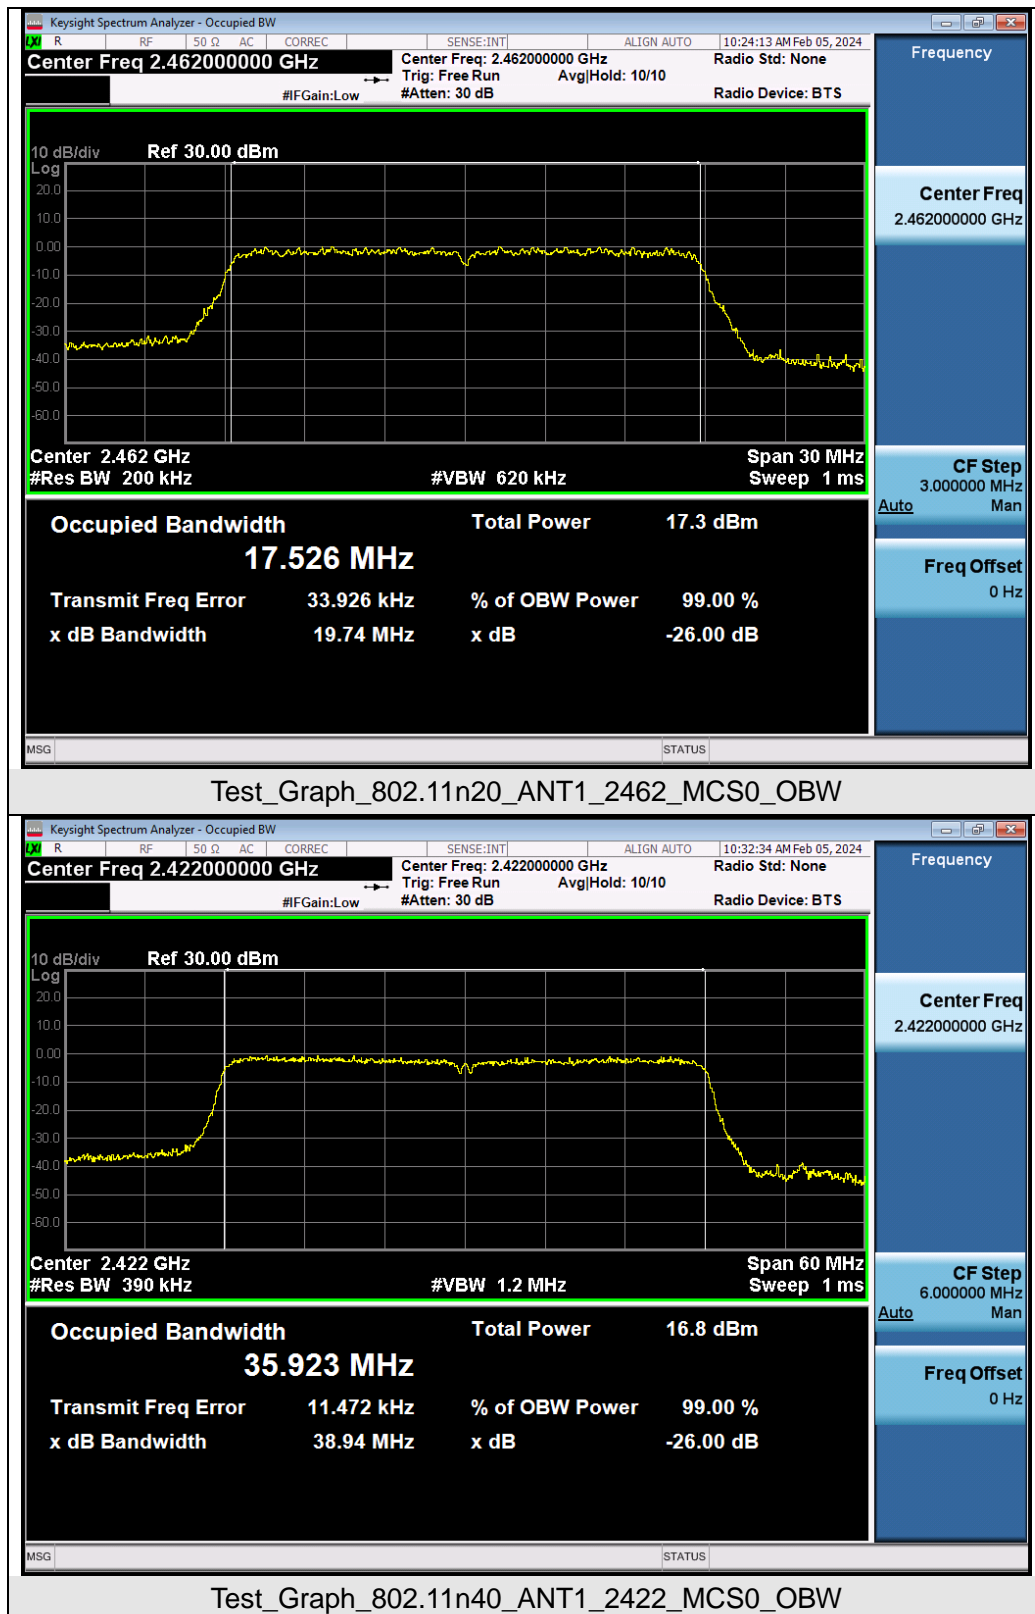 Keysight Spectrum Analyzer - Occupied BW
LXI R RF 50 Ω AC CORREC SENSE:INT ALIGN AUTO 10:24:13 AM Feb 05, 2024
Center Freq 2.462000000 GHz
Center Freq: 2.462000000 GHz Radio Std: None
Trig: Free Run Avg|Hold: 10/10
#IFGain:Low #Atten: 30 dB Radio Device: BTS
Frequency
10 dB/div Ref 30.00 dBm
Log
20.0
10.0
0.00
-10.0
-20.0
-30.0
-40.0
-50.0
-60.0
Center 2.462 GHz Span 30 MHz
#Res BW 200 kHz #VBW 620 kHz Sweep 1 ms
Center Freq
2.462000000 GHz
CF Step
3.000000 MHz
Auto Man
Freq Offset
0 Hz
Occupied Bandwidth Total Power 17.3 dBm
17.526 MHz
Transmit Freq Error 33.926 kHz % of OBW Power 99.00 %
x dB Bandwidth 19.74 MHz x dB -26.00 dB
MSG STATUS
Test_Graph_802.11n20_ANT1_2462_MCS0_OBW
Keysight Spectrum Analyzer - Occupied BW
LXI R RF 50 Ω AC CORREC SENSE:INT ALIGN AUTO 10:32:34 AM Feb 05, 2024
Center Freq 2.422000000 GHz
Center Freq: 2.422000000 GHz Radio Std: None
Trig: Free Run Avg|Hold: 10/10
#IFGain:Low #Atten: 30 dB Radio Device: BTS
Frequency
10 dB/div Ref 30.00 dBm
Log
20.0
10.0
0.00
-10.0
-20.0
-30.0
-40.0
-50.0
-60.0
Center 2.422 GHz Span 60 MHz
#Res BW 390 kHz #VBW 1.2 MHz Sweep 1 ms
Center Freq
2.422000000 GHz
CF Step
6.000000 MHz
Auto Man
Freq Offset
0 Hz
Occupied Bandwidth Total Power 16.8 dBm
35.923 MHz
Transmit Freq Error 11.472 kHz % of OBW Power 99.00 %
x dB Bandwidth 38.94 MHz x dB -26.00 dB
MSG STATUS
Test_Graph_802.11n40_ANT1_2422_MCS0_OBW